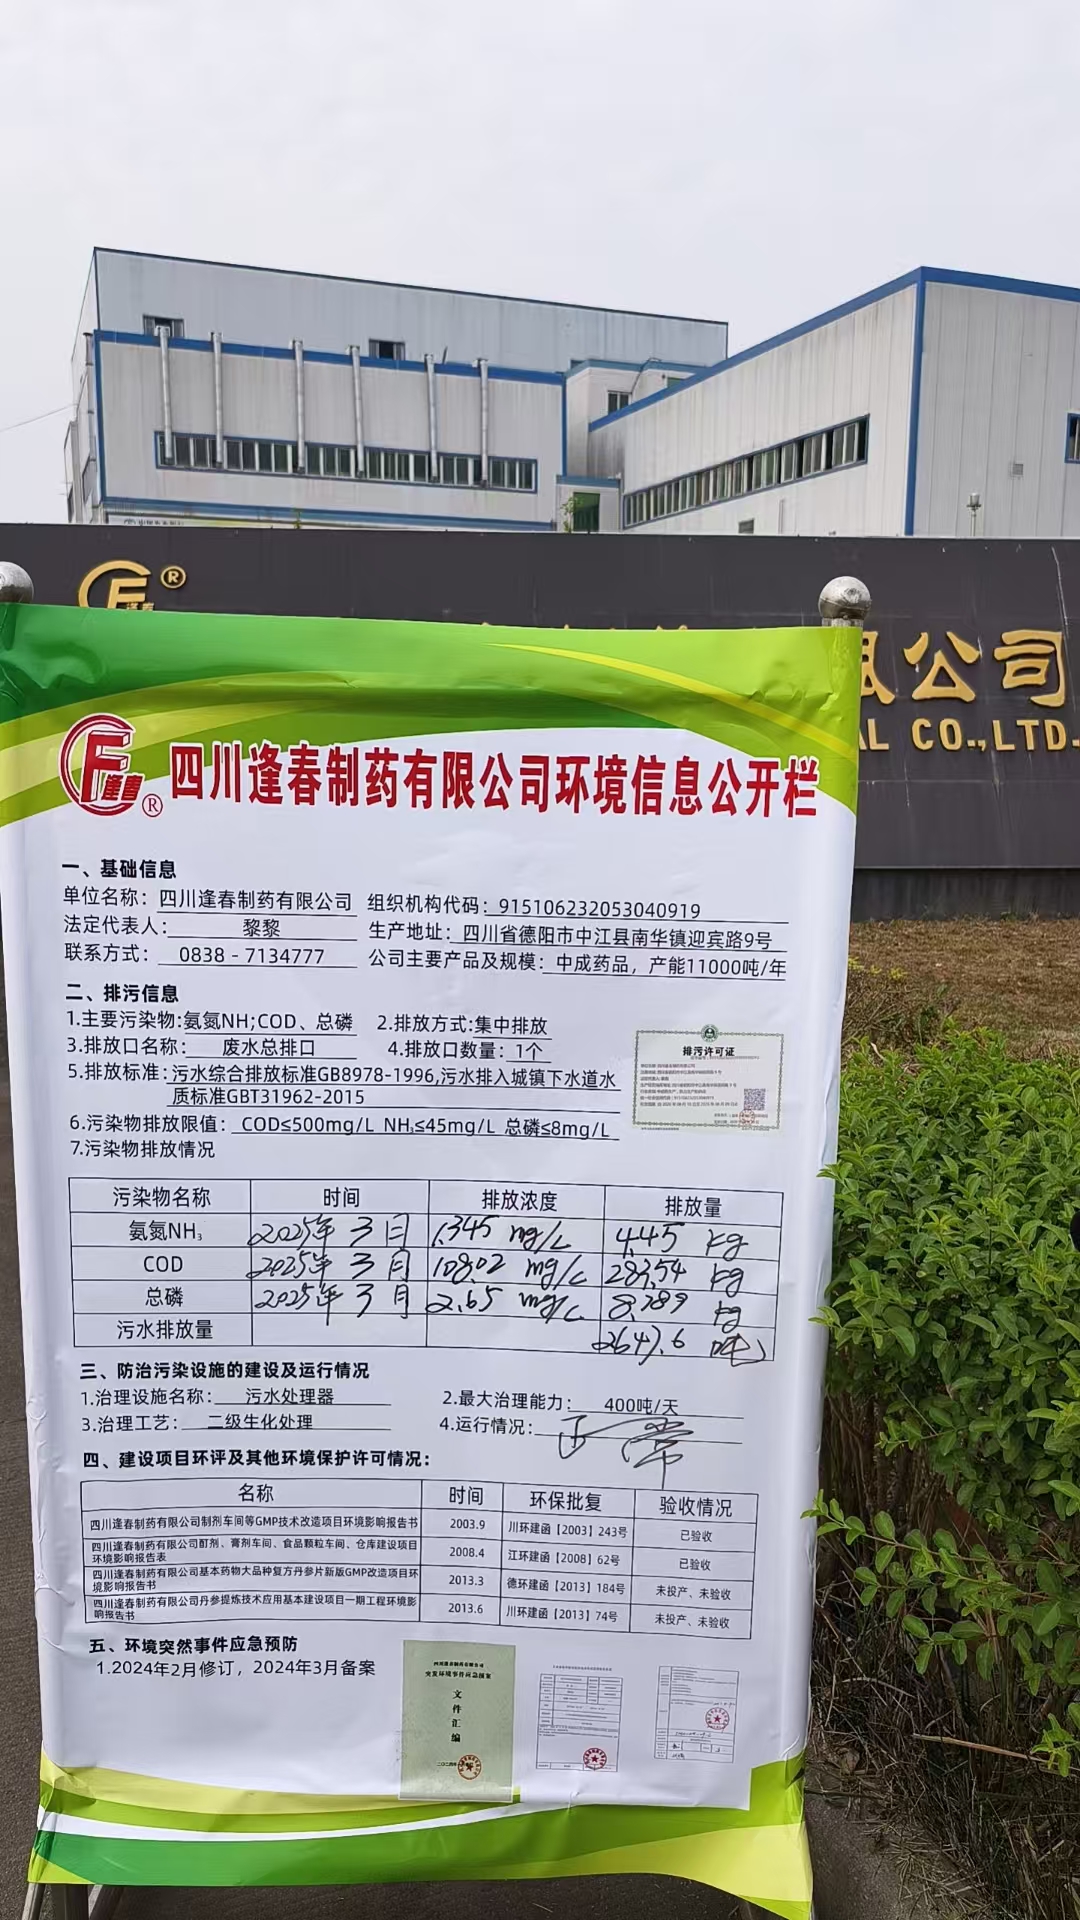 F逢春®
限公司
AL CO.,LTD.
F逢春® 四川逢春制药有限公司环境信息公开栏
一、基础信息
单位名称：四川逢春制药有限公司 组织机构代码：915106232053040919
法定代表人：黎黎 生产地址：四川省德阳市中江县南华镇迎宾路9号
联系方式：0838-7134777 公司主要产品及规模：中成药品，产能11000吨/年
二、排污信息
1.主要污染物:氨氮NH;COD、总磷 2.排放方式:集中排放
3.排放口名称：废水总排口 4.排放口数量：1个
5.排放标准：污水综合排放标准GB8978-1996,污水排入城镇下水道水
质标准GBT31962-2015
6.污染物排放限值：COD≤500mg/L NH₃≤45mg/L 总磷≤8mg/L
7.污染物排放情况
排污许可证
污染物名称 时间 排放浓度 排放量
氨氮NH₃ 2025年3月 1.345 mg/L 4.45 kg
COD 2025年3月 108.02 mg/L 283.54 kg
总磷 2025年3月 2.65 mg/L 8.789 kg
污水排放量 2647.6 吨
三、防治污染设施的建设及运行情况
1.治理设施名称：污水处理器 2.最大治理能力：400吨/天
3.治理工艺：二级生化处理 4.运行情况：正常
四、建设项目环评及其他环境保护许可情况：
名称 时间 环保批复 验收情况
四川逢春制药有限公司制剂车间等GMP技术改造项目环境影响报告书 2003.9 川环建函【2003】243号 已验收
四川逢春制药有限公司酊剂、膏剂车间、食品颗粒车间、仓库建设项目
环境影响报告表 2008.4 江环建函【2008】62号 已验收
四川逢春制药有限公司基本药物大品种复方丹参片新版GMP改造项目环
境影响报告书 2013.3 德环建函【2013】184号 未投产、未验收
四川逢春制药有限公司丹参提炼技术应用基本建设项目一期工程环境影
响报告书 2013.6 川环建函【2013】74号 未投产、未验收
五、环境突然事件应急预防
1.2024年2月修订，2024年3月备案
四川逢春制药有限公司
突发环境事件应急预案
文件汇编